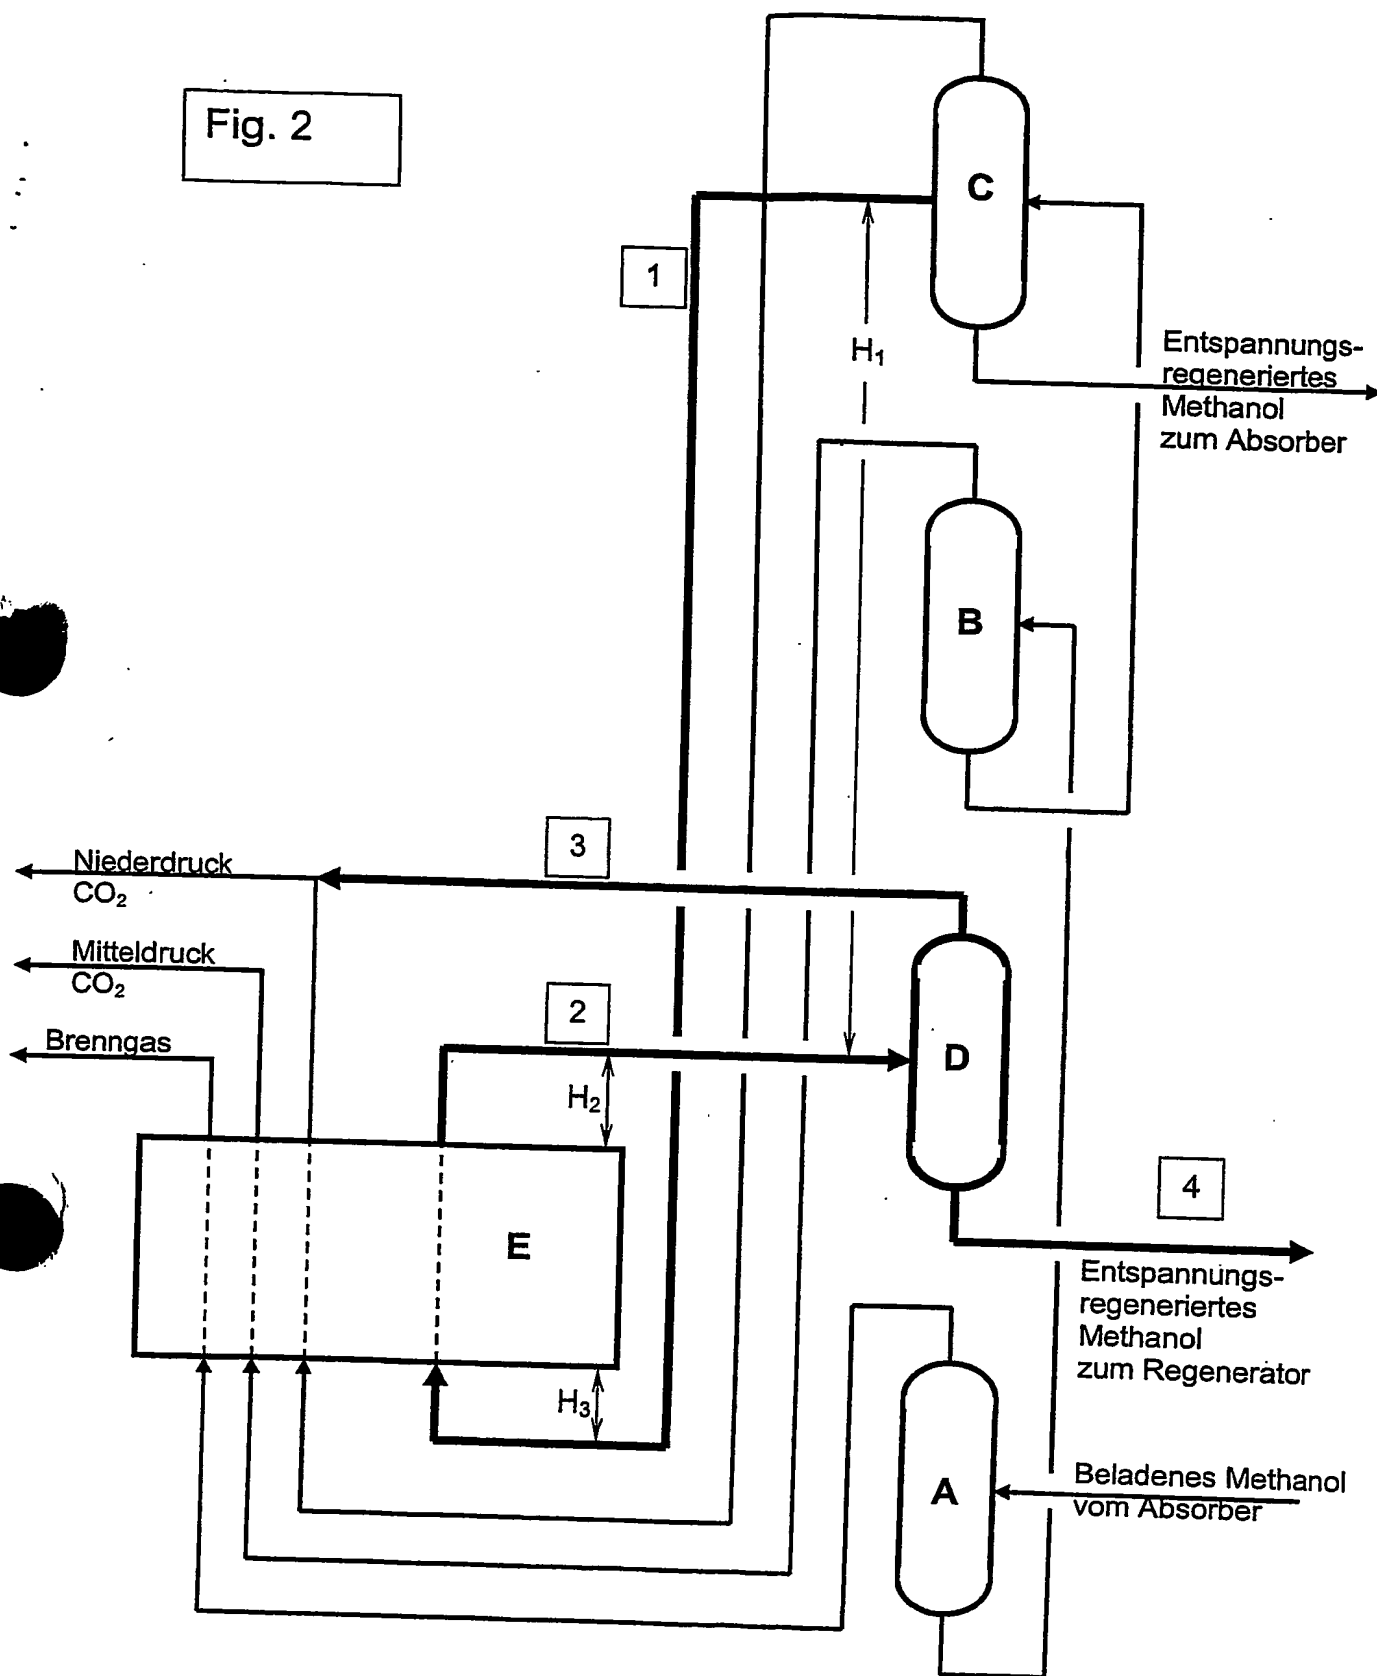 Fig. 2
C
1
H₁
Entspannungs-
regeneriertes
Methanol
zum Absorber
B
3
Niederdruck
CO₂
Mitteldruck
CO₂
2
Brenngas
D
H₂
4
E
Entspannungs-
regeneriertes
Methanol
zum Regenerator
H₃
A
Beladenes Methanol
vom Absorber